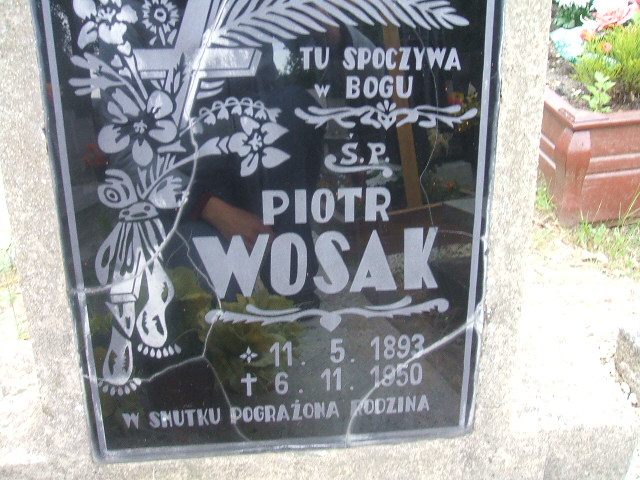 TU SPOCZYWA
W BOGU
Ś.P.
PIOTR
WOSAK
11. 5. 1893
✝ 6. 11. 1950
W SMUTKU POGRĄŻONA RODZINA